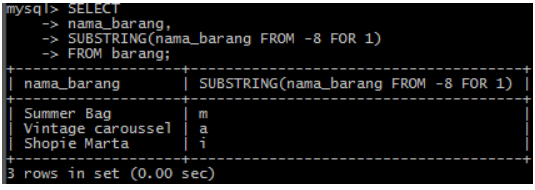 mysql> SELECT
-> nama_barang,
-> SUBSTRING(nama_barang FROM -8 FOR 1)
-> FROM barang;
| nama_barang | SUBSTRING(nama_barang FROM -8 FOR 1) |
| Summer Bag | m |
| Vintage caroussel | a |
| Shopie Marta | i |
3 rows in set (0.00 sec)